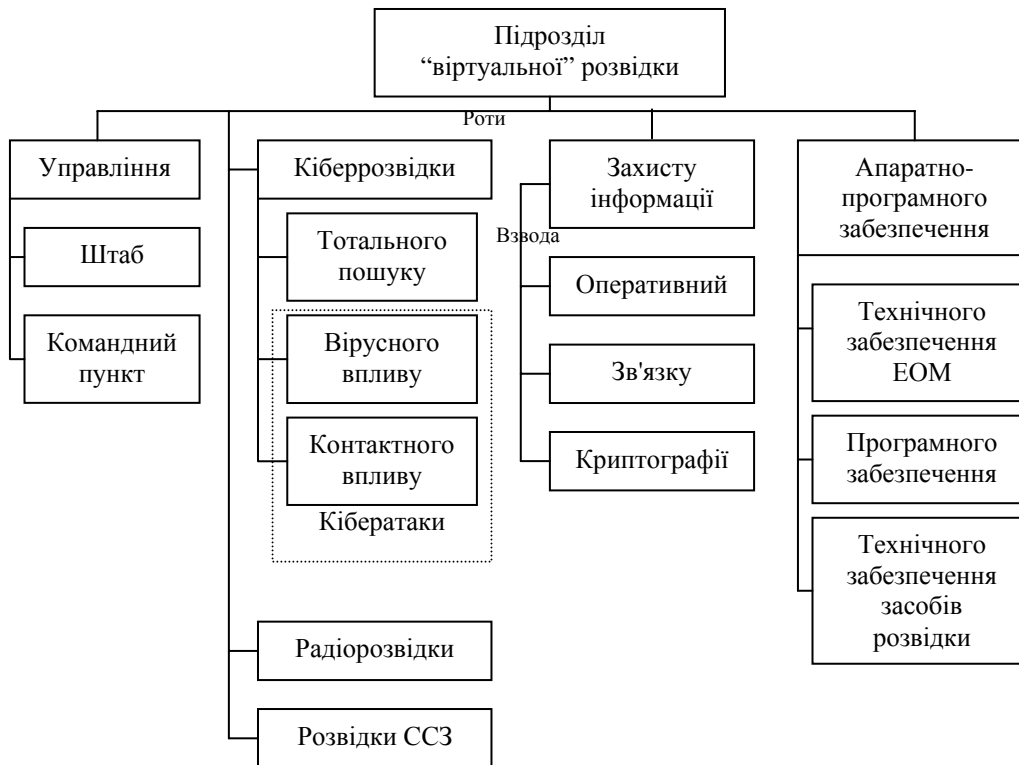 Підрозділ
“віртуальної” розвідки
Роти
Управління
Штаб
Командний
пункт
Кіберрозвідки
Тотального
пошуку
Вірусного
впливу
Контактного
впливу
Кібератаки
Радіорозвідки
Розвідки ССЗ
Захисту
інформації
Взвода
Оперативний
Зв'язку
Криптографії
Апаратно-
програмного
забезпечення
Технічного
забезпечення
ЕОМ
Програмного
забезпечення
Технічного
забезпечення
засобів
розвідки